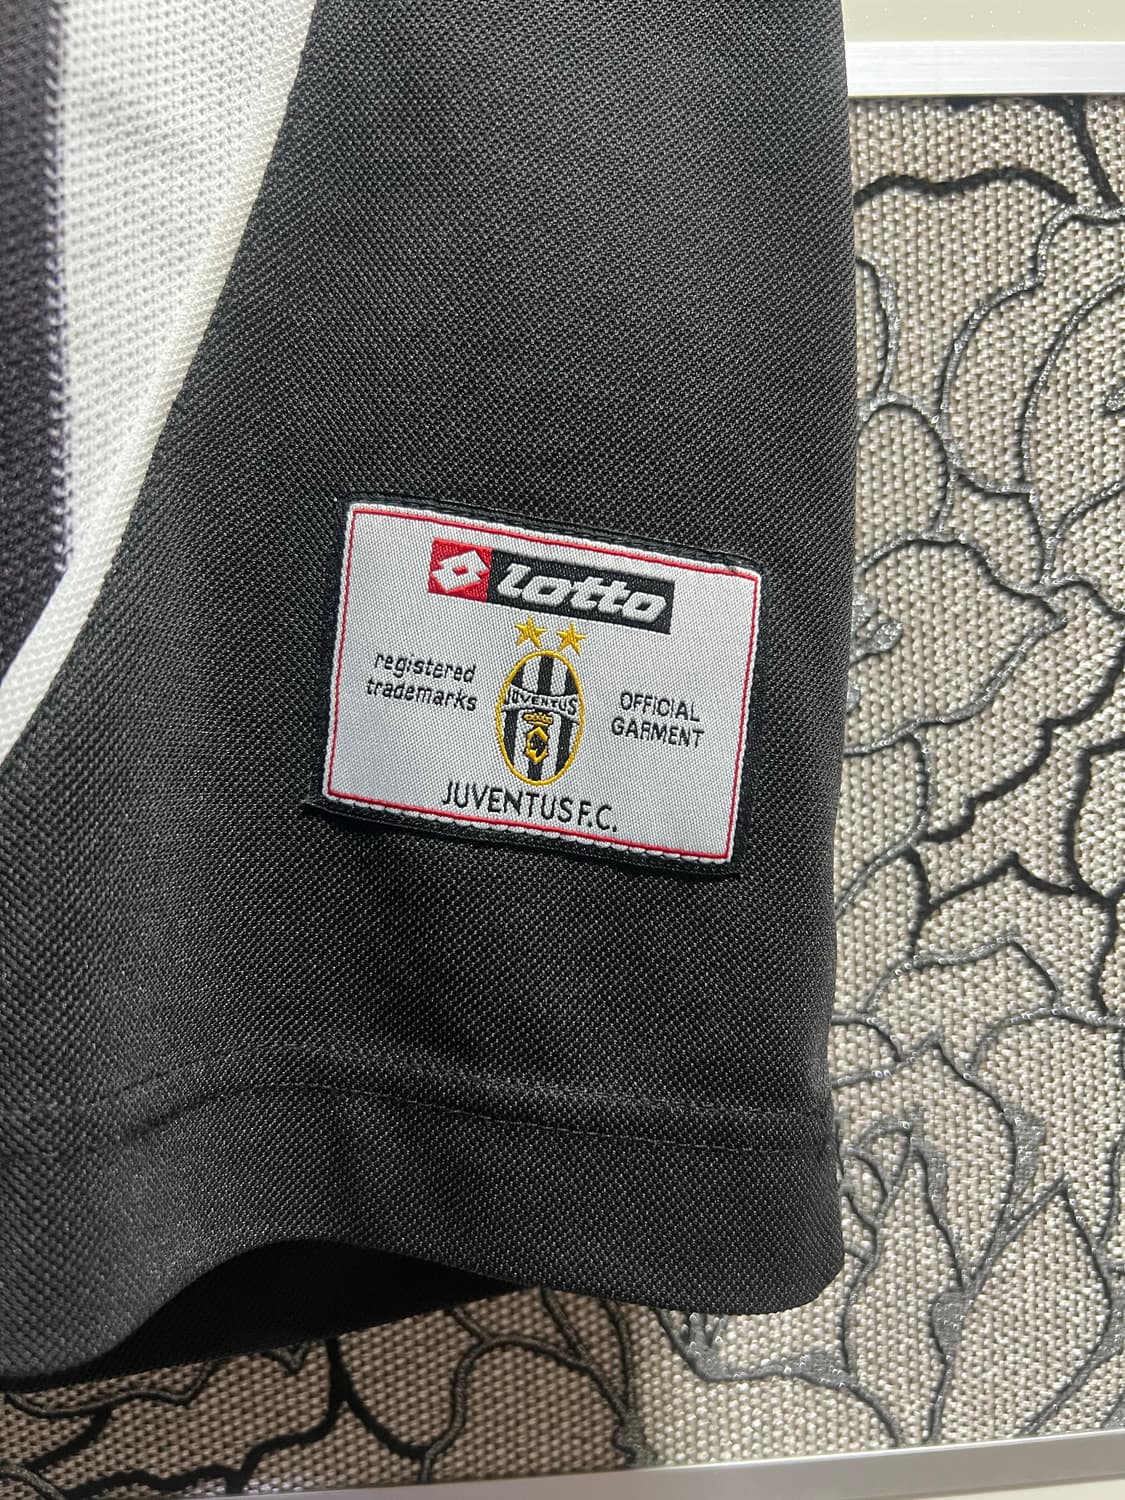 Lotto
registered
trademarks
JUVENTUS
OFFICIAL
GARMENT
JUVENTUS F.C.